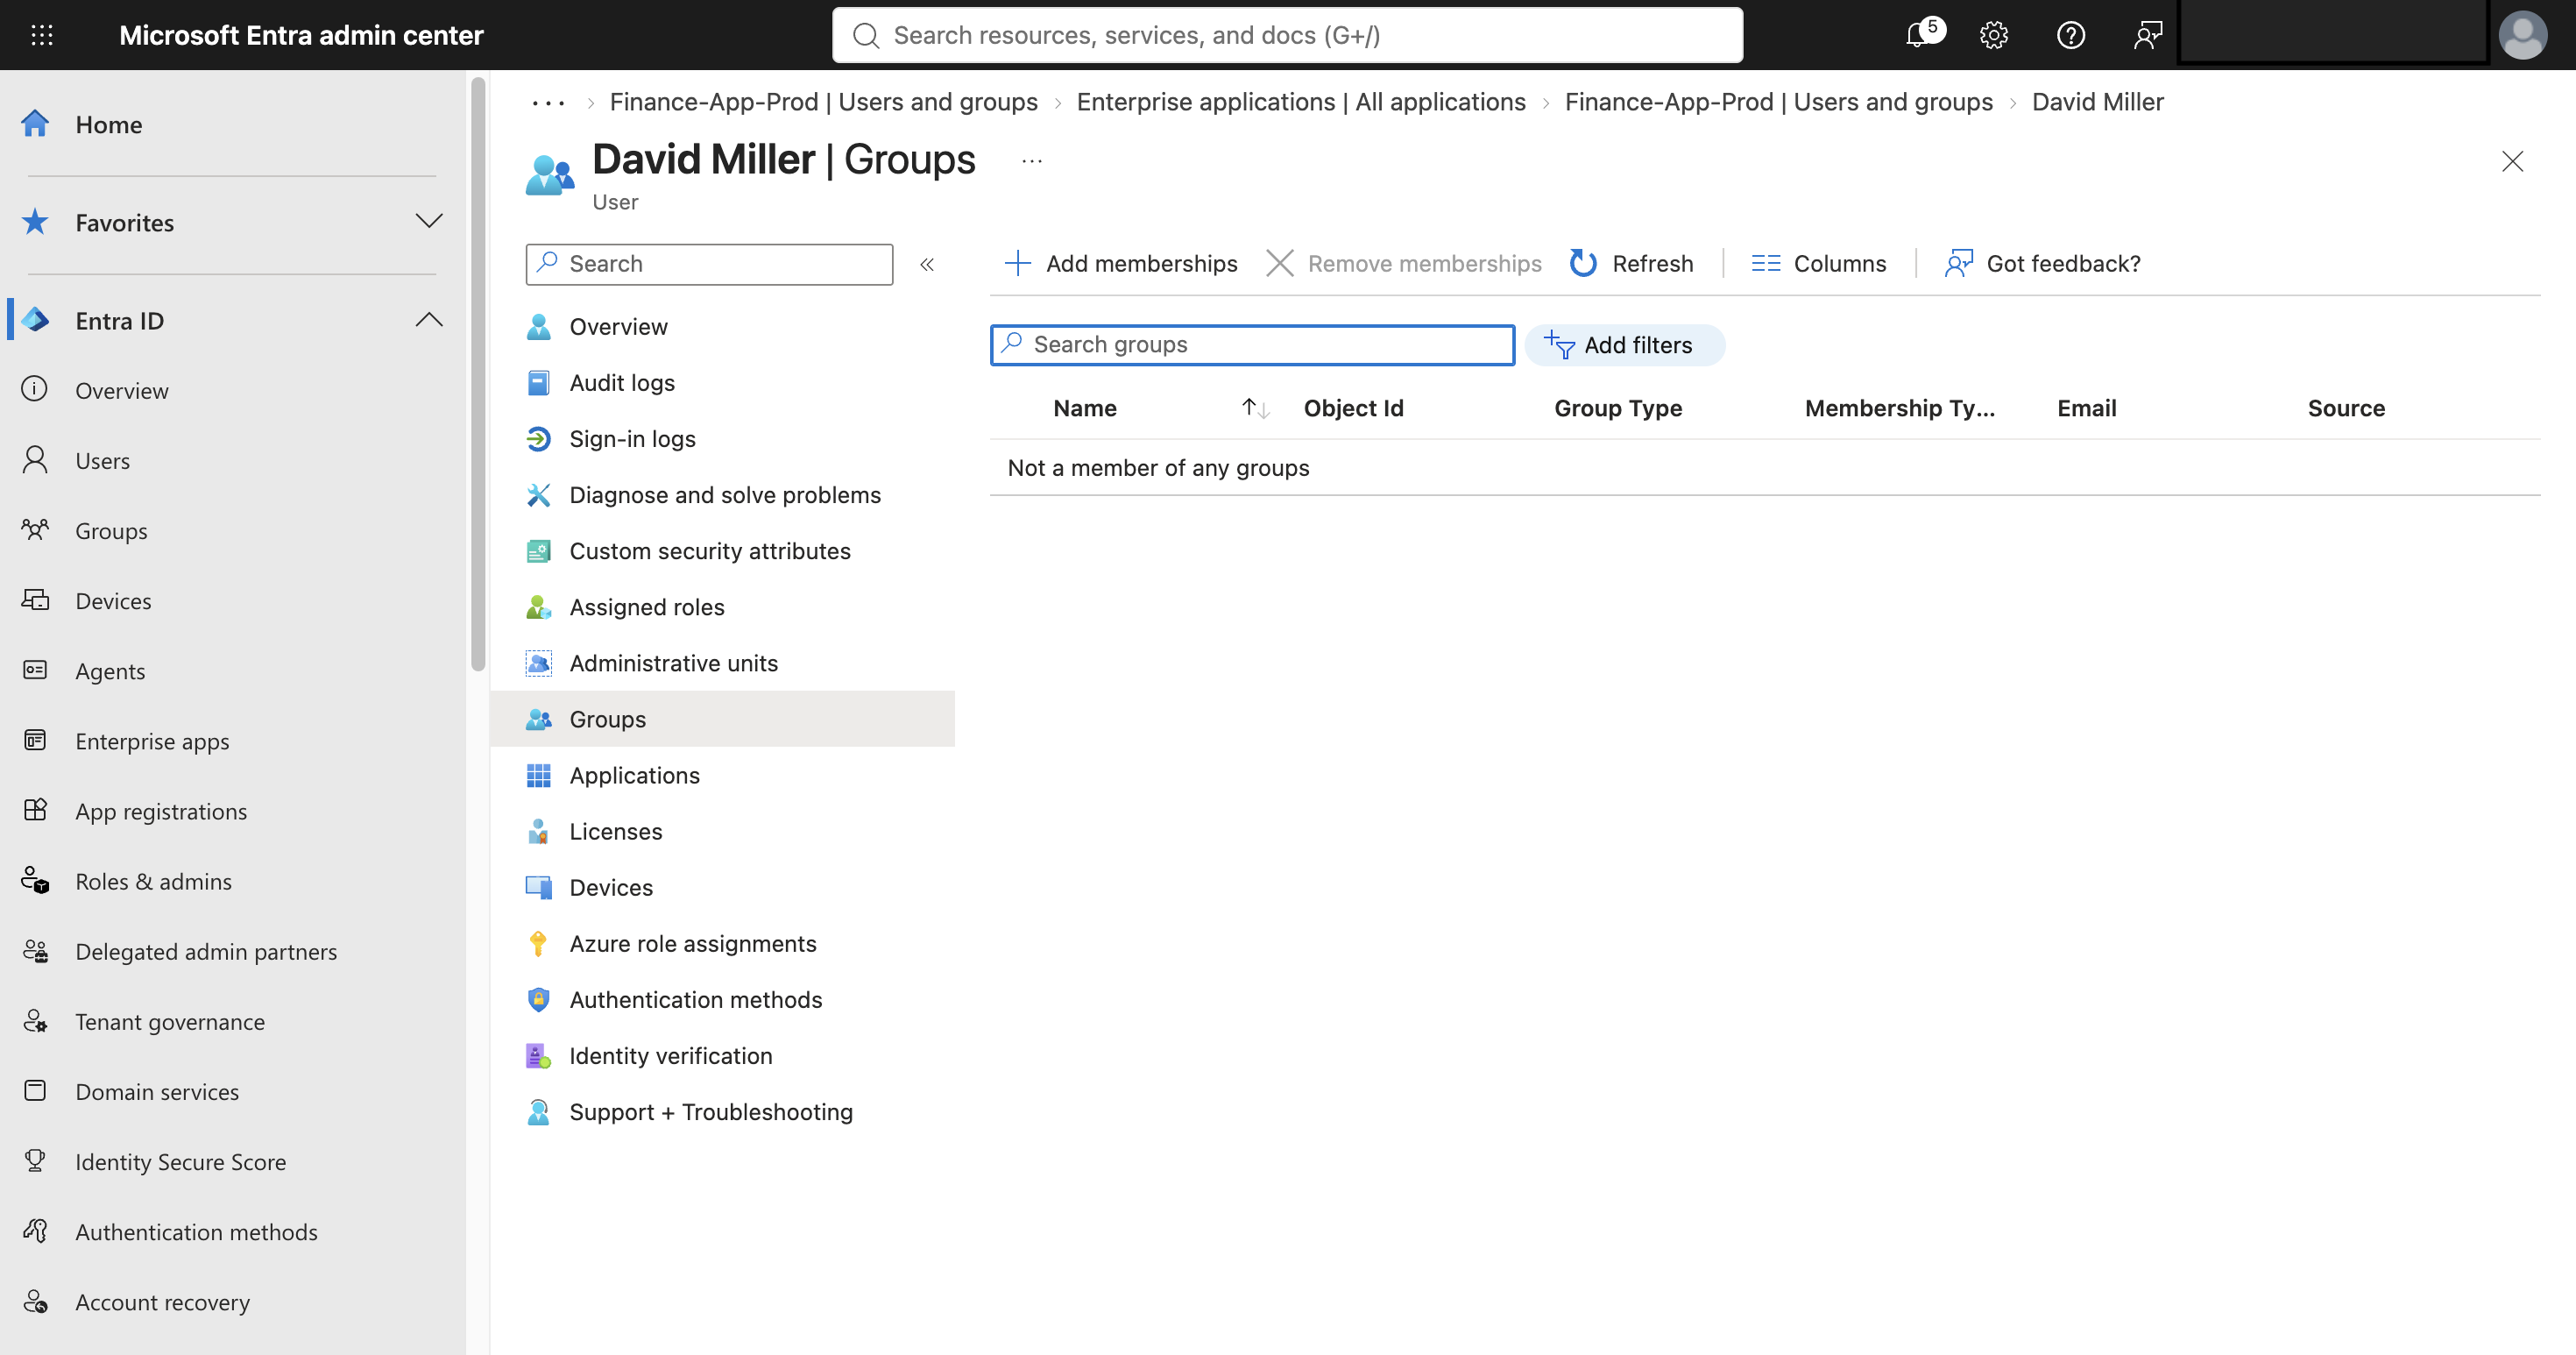 Microsoft Entra admin center
Search resources, services, and docs (G+/)
5
Home
Favorites
Entra ID
Overview
Users
Groups
Devices
Agents
Enterprise apps
App registrations
Roles & admins
Delegated admin partners
Tenant governance
Domain services
Identity Secure Score
Authentication methods
Account recovery
... > Finance-App-Prod | Users and groups > Enterprise applications | All applications > Finance-App-Prod | Users and groups > David Miller
David Miller | Groups ...
User
Search «
Overview
Audit logs
Sign-in logs
Diagnose and solve problems
Custom security attributes
Assigned roles
Administrative units
Groups
Applications
Licenses
Devices
Azure role assignments
Authentication methods
Identity verification
Support + Troubleshooting
Add memberships Remove memberships Refresh Columns Got feedback?
Search groups Add filters
Name Object Id Group Type Membership Ty... Email Source
Not a member of any groups